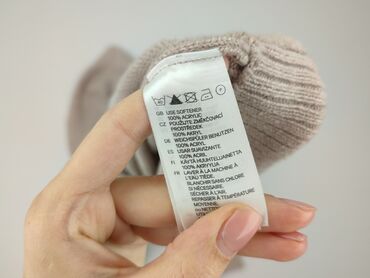 GB USE SOFTENER
100% ACRYLIC
CZ POUŽIJTE ZMĚKČOVACÍ
PROSTŘEDEK
100% AKRYL
DE WEICHSPÜLER BENUTZEN
100% ACRYL
ES USAR SUAVIZANTE
100% ACRIL
FI KÄYTÄ HUUHTELUAINETTA
100% AKRYYLIA
FR LAVER À LA MACHINE À
L'EAU TIÈDE.
BLANCHIR SANS CHLORE
SI NÉCESSAIRE.
SÉCHER À L'AIR.
REPASSER À TEMPÉRATURE
MOYENNE.